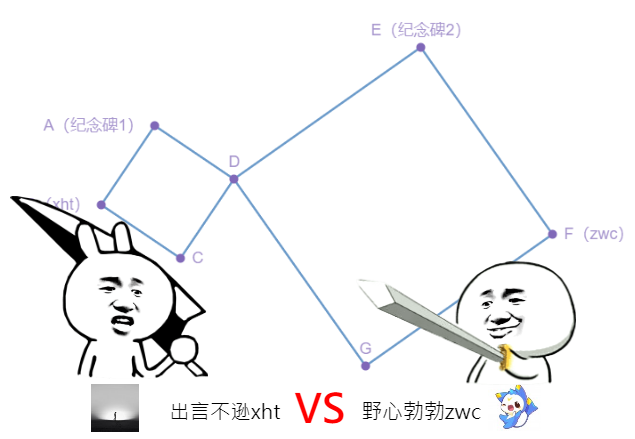 E（纪念碑2）
A（纪念碑1）
D
（xht）
C
F（zwc）
G
出言不逊xht VS 野心勃勃zwc